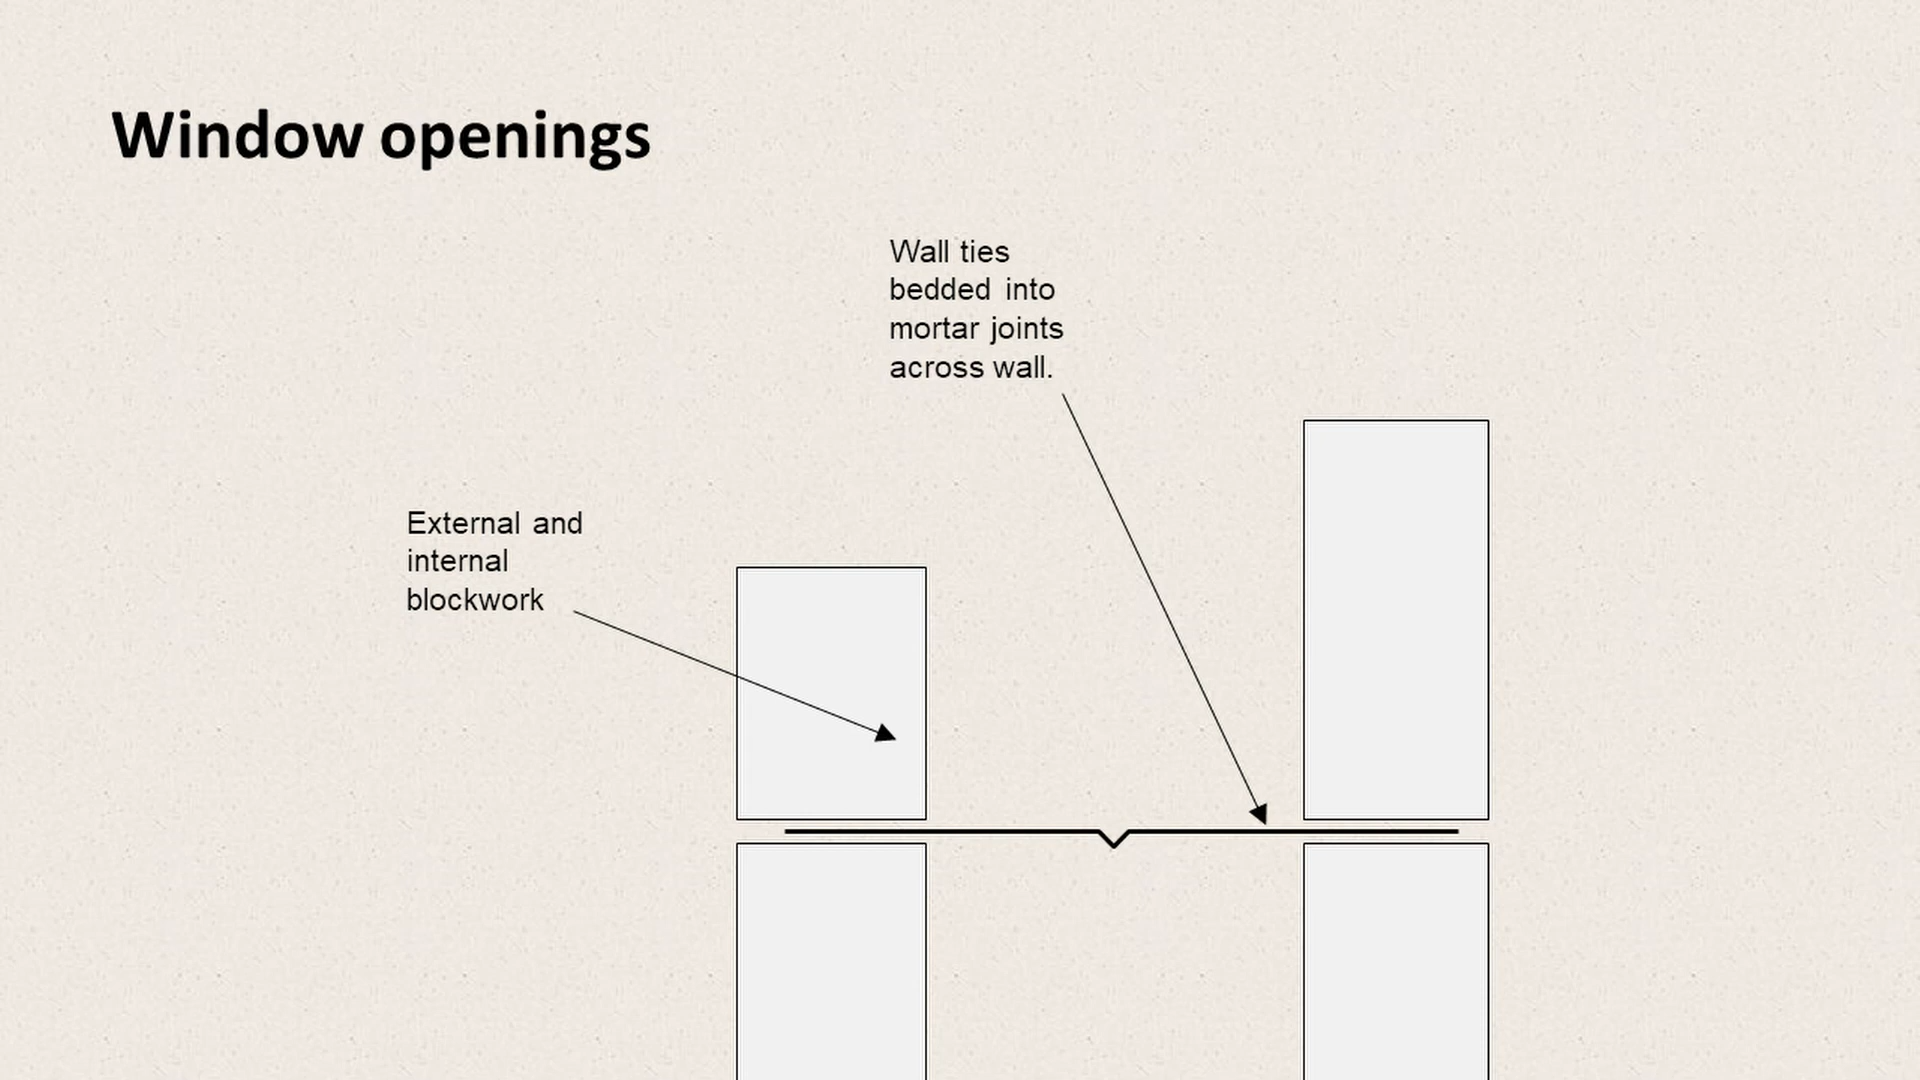 Window openings
Wall ties
bedded into
mortar joints
across wall.
External and
internal
blockwork